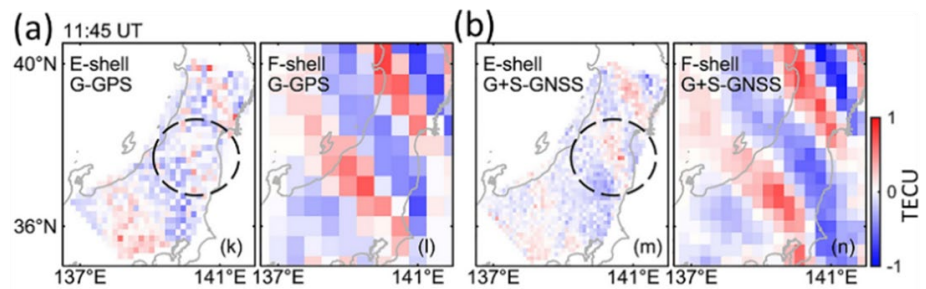 (a) 11:45 UT
(b)
E-shell
G-GPS
F-shell
G-GPS
E-shell
G+S-GNSS
F-shell
G+S-GNSS
40°N
36°N
(k)
(l)
(m)
(n)
137°E 141°E
137°E 141°E
137°E 141°E
137°E 141°E
1
0
-1
TECU